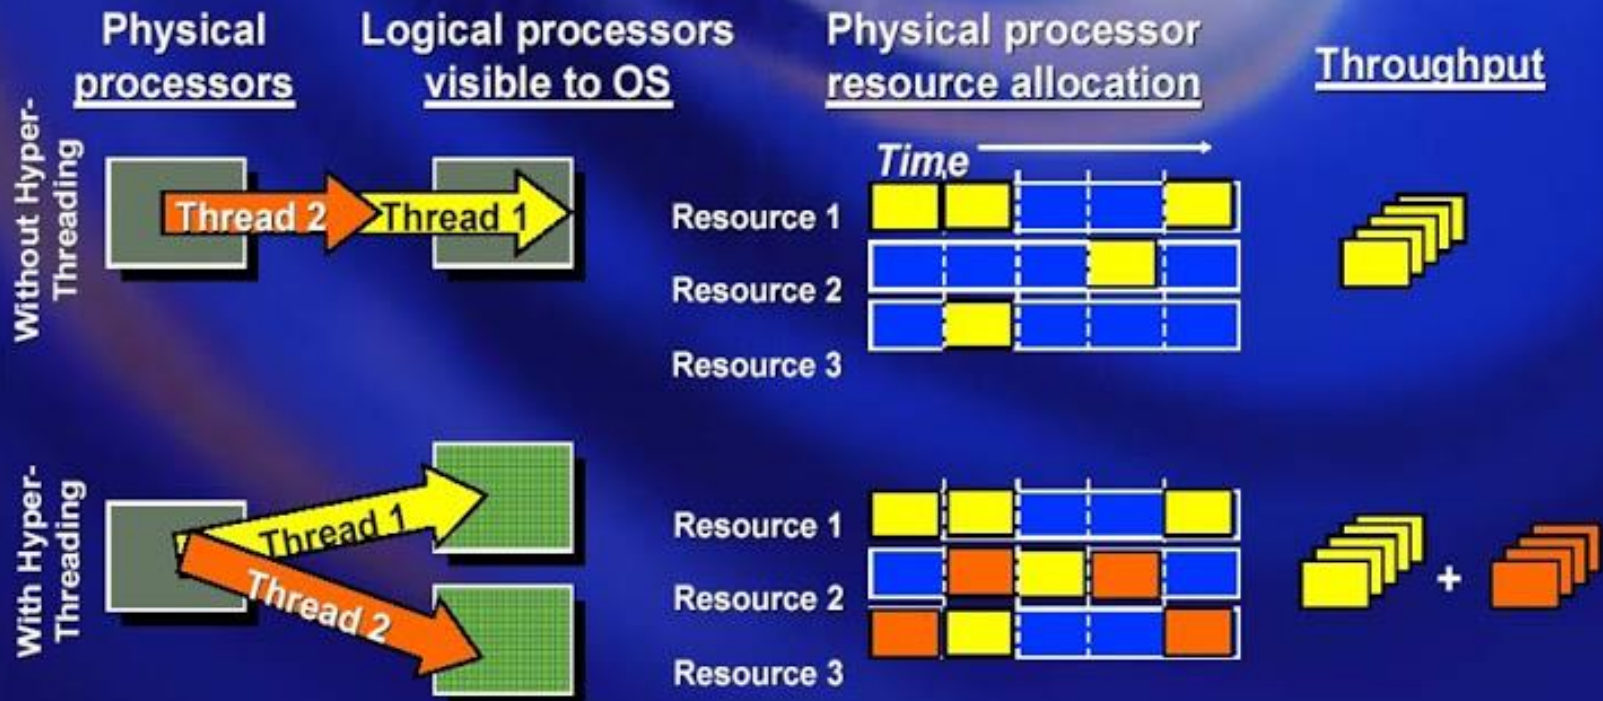 Physical
processors
Logical processors
visible to OS
Physical processor
resource allocation
Throughput
Without Hyper-
Threading
Thread 2
Thread 1
Time
Resource 1
Resource 2
Resource 3
With Hyper-
Threading
Thread 1
Thread 2
Resource 1
Resource 2
Resource 3
+